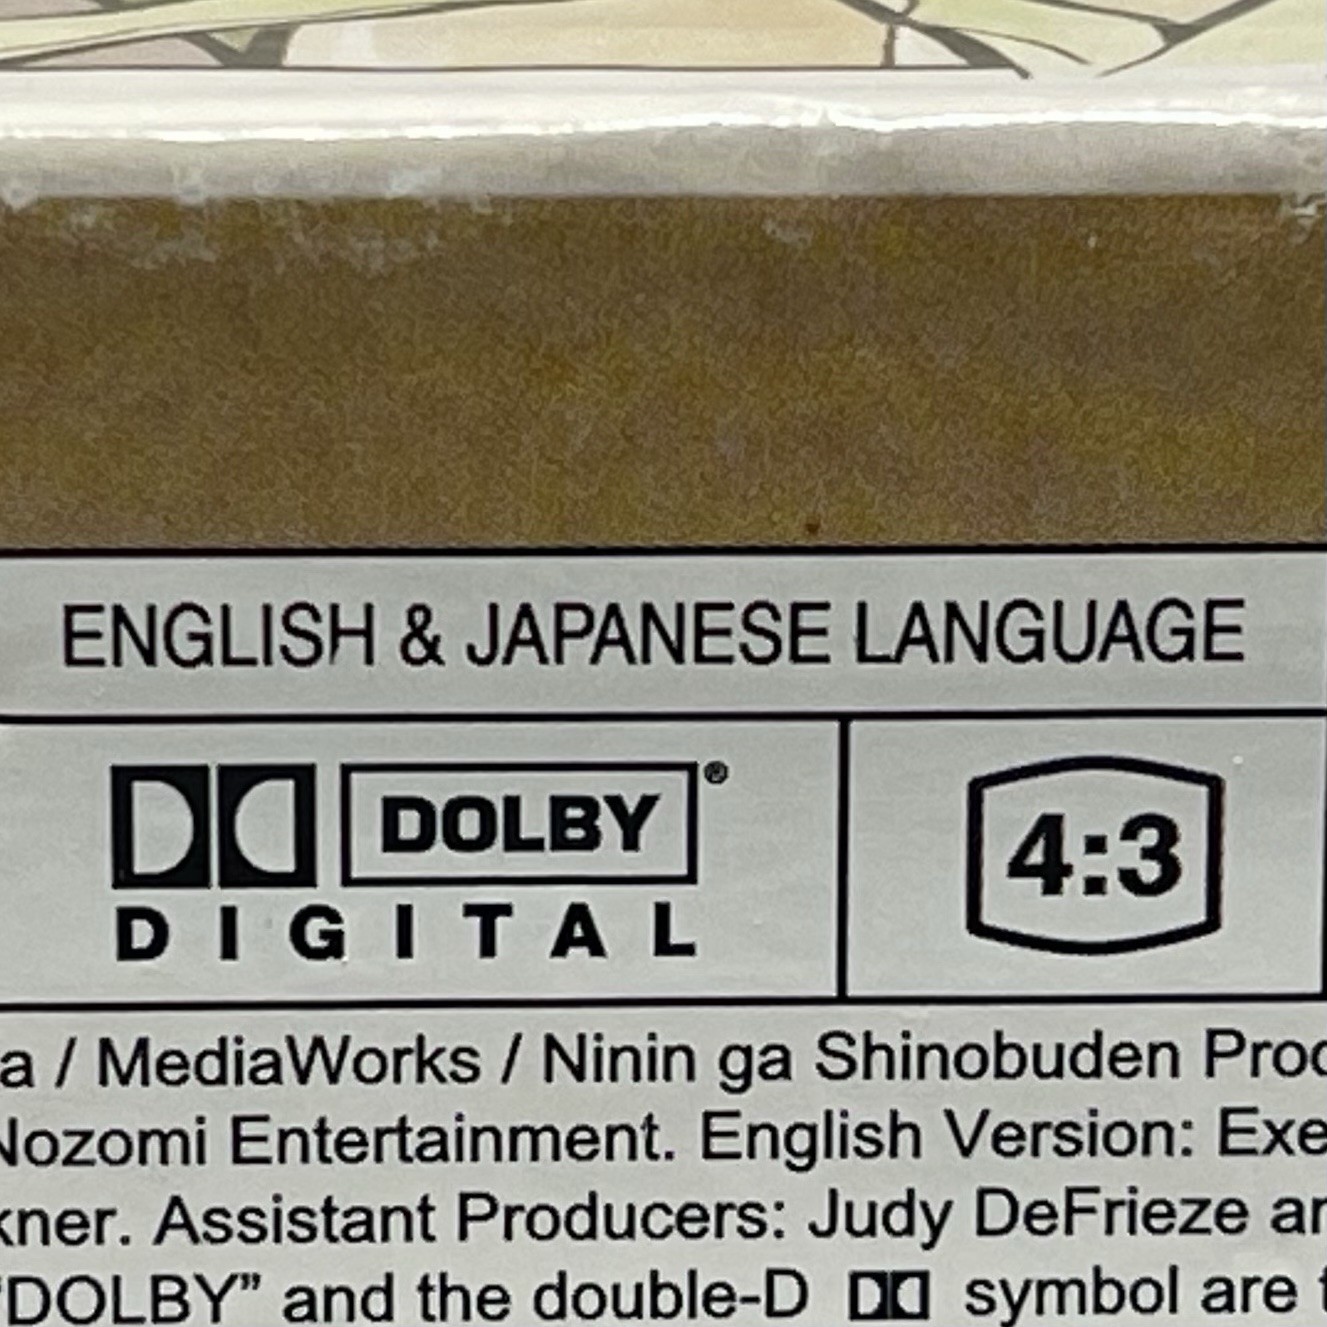 ENGLISH & JAPANESE LANGUAGE
DOLBY®
DIGITAL
4:3
a / MediaWorks / Ninin ga Shinobuden Proc
Nozomi Entertainment. English Version: Exe
kner. Assistant Producers: Judy DeFrieze ar
"DOLBY” and the double-D symbol are t